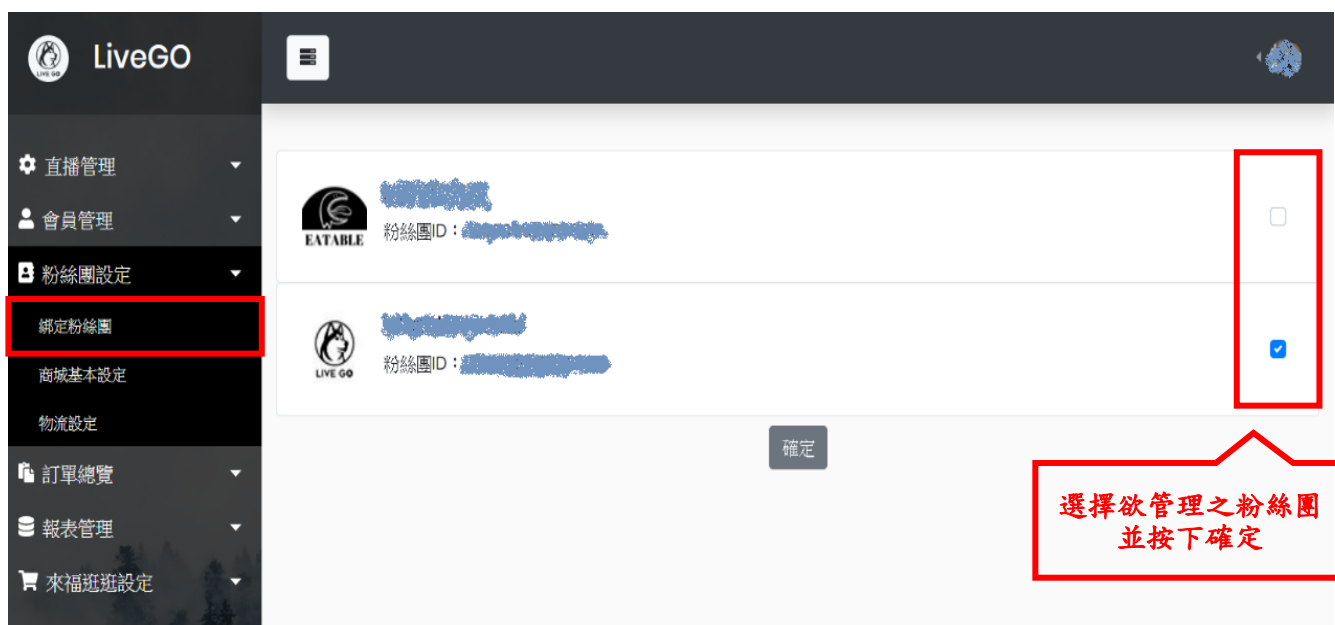 LIVE GO
LiveGO
直播管理
會員管理
粉絲團設定
綁定粉絲團
商城基本設定
物流設定
訂單總覽
報表管理
來福逛逛設定
EATABLE
粉絲團ID：
LIVE GO
粉絲團ID：
確定
選擇欲管理之粉絲團
並按下確定